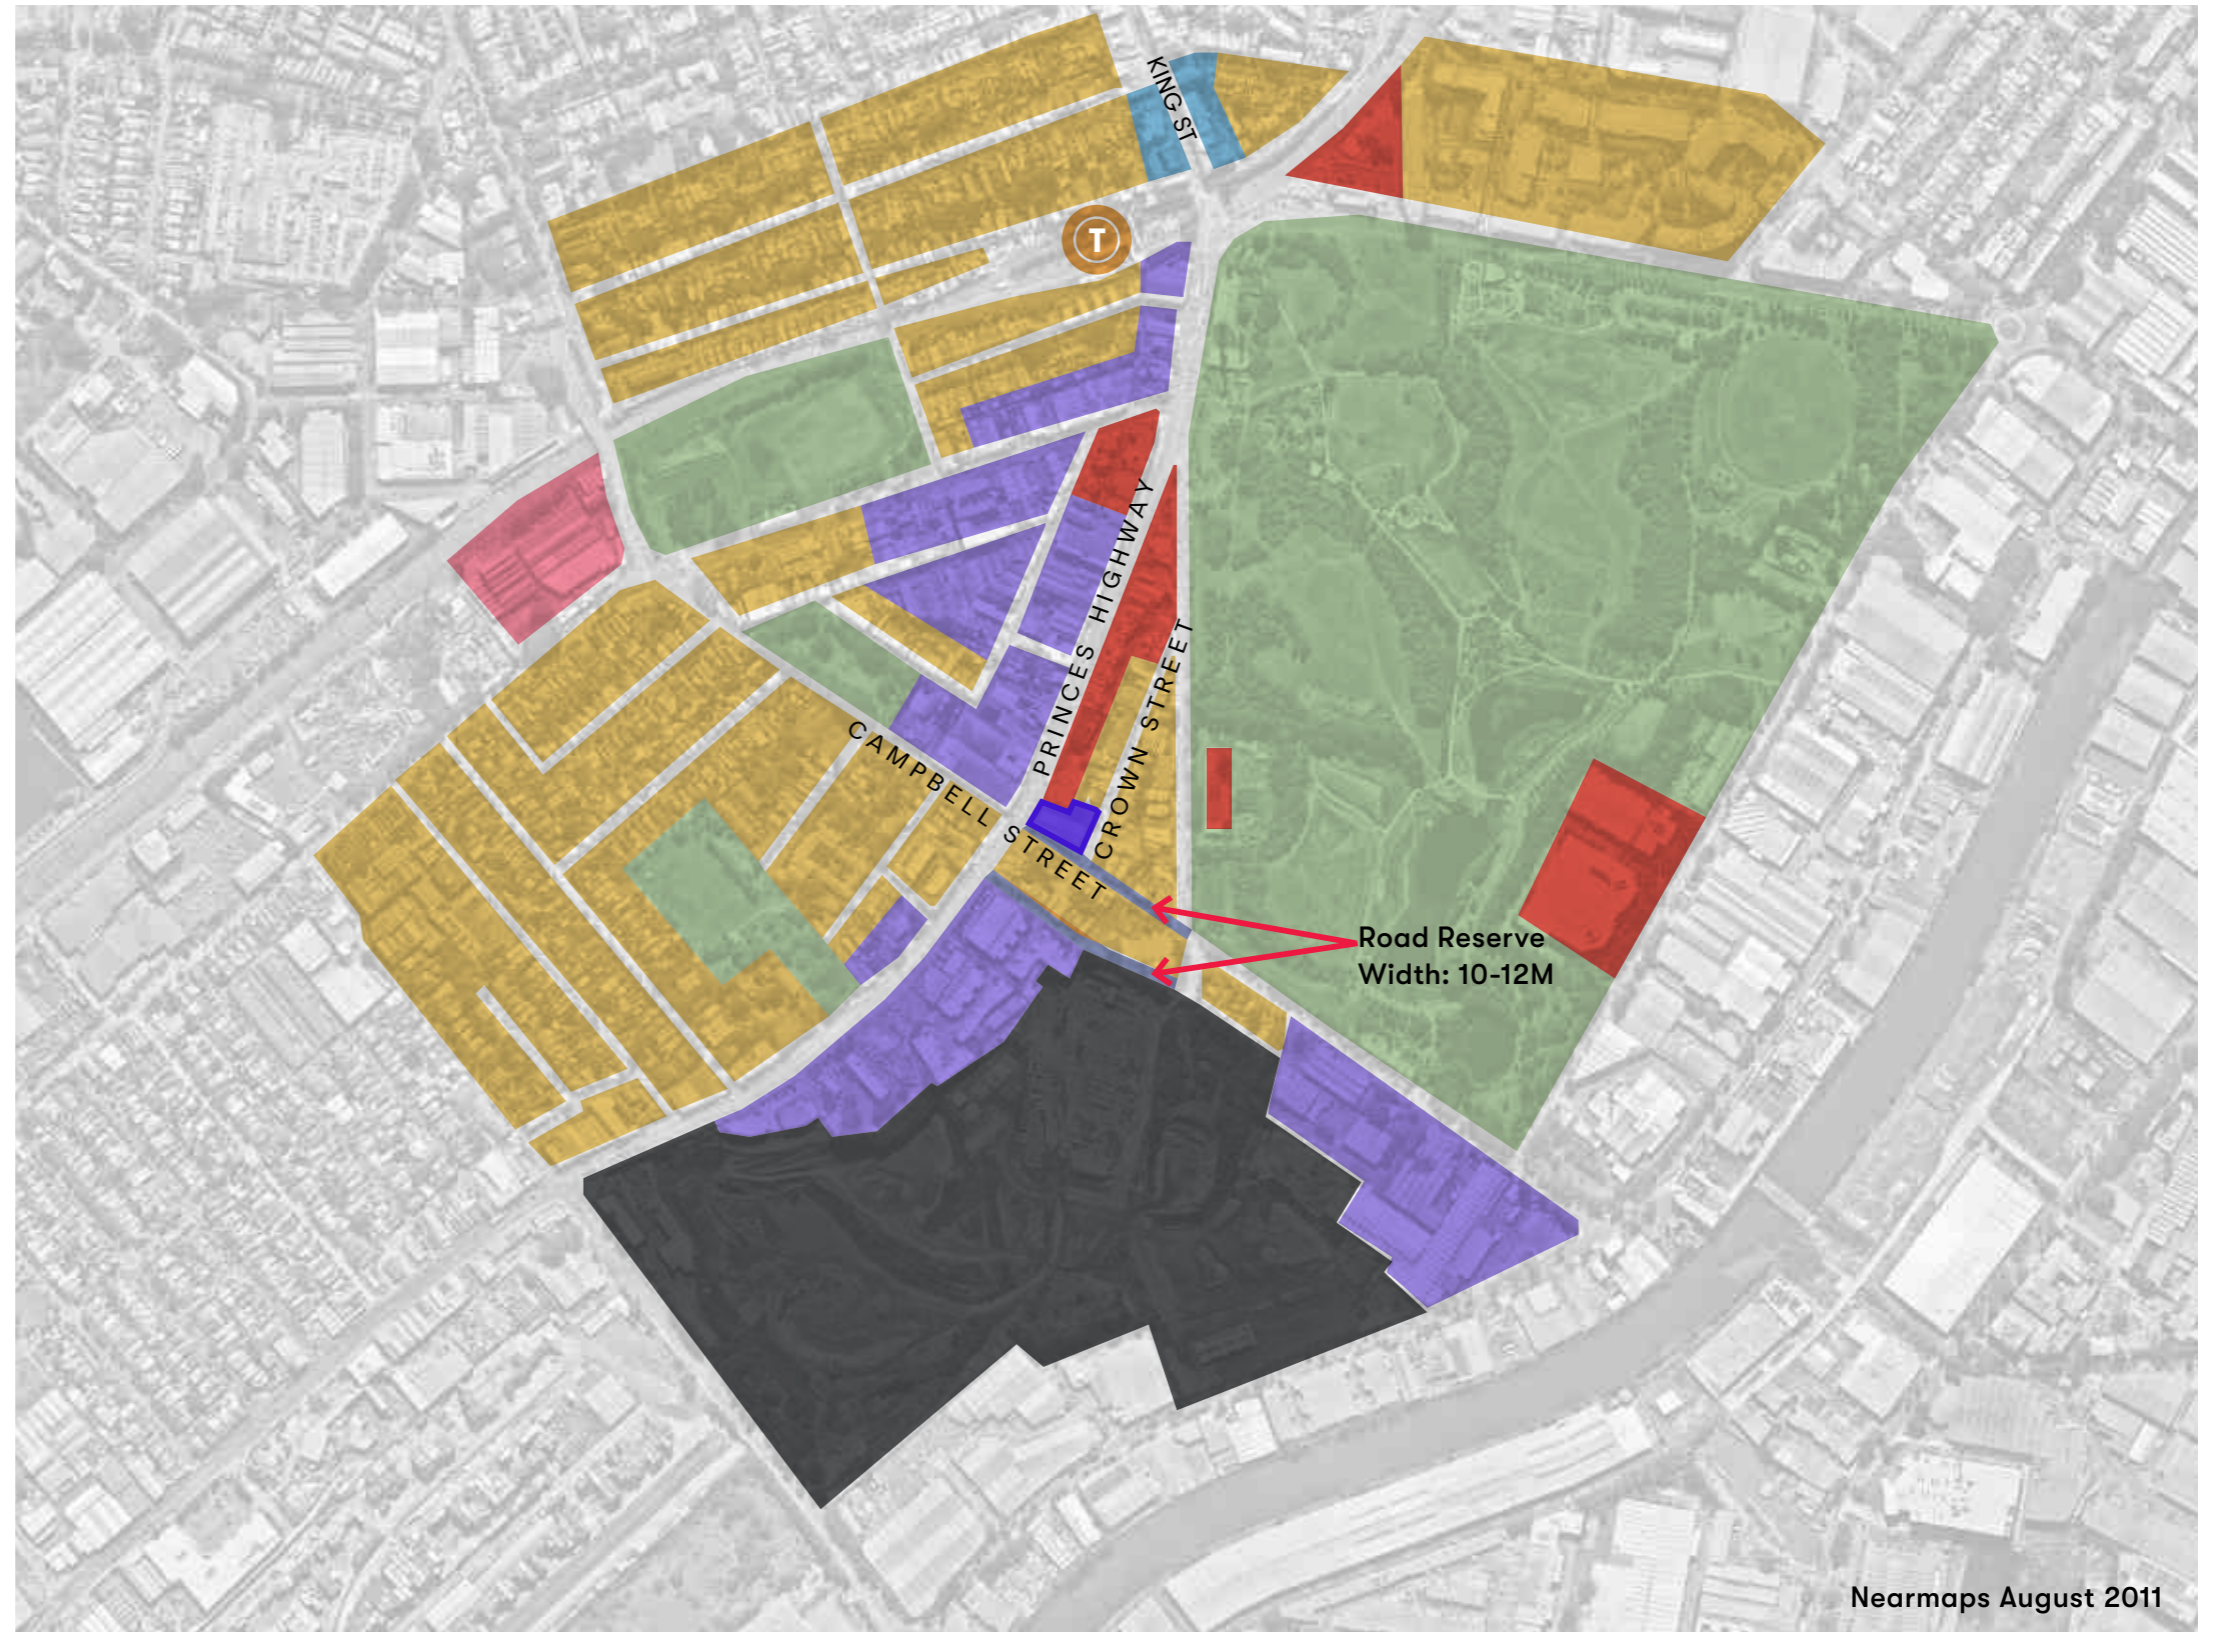 KING ST
T
PRINCES HIGHWAY
CROWN STREET
CAMPBELL STREET
Road Reserve
Width: 10-12M
Nearmaps August 2011